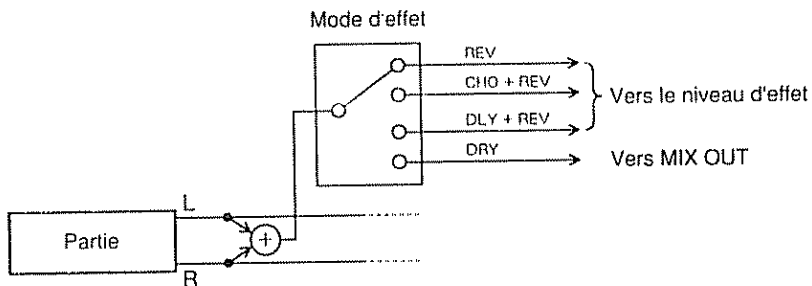 Mode d'effet
REV
CHO + REV
Vers le niveau d'effet
DLY + REV
DRY
Vers MIX OUT
L
Partie
+
R